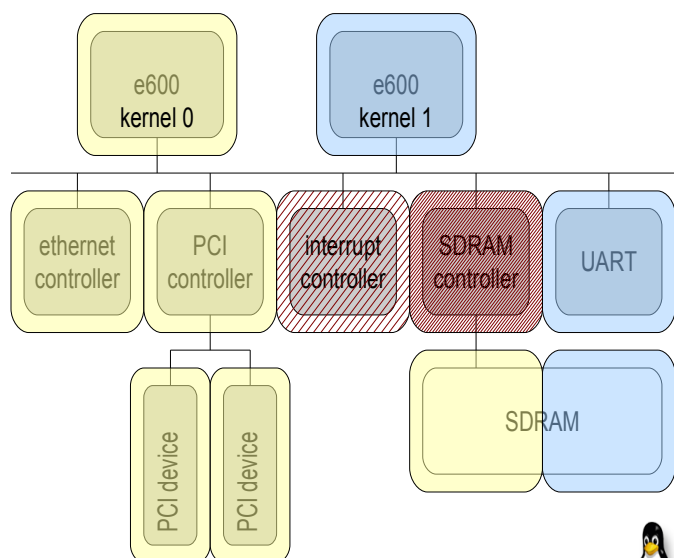 e600
kernel 0
e600
kernel 1
ethernet
controller
PCI
controller
interrupt
controller
SDRAM
controller
UART
PCI device
PCI device
SDRAM